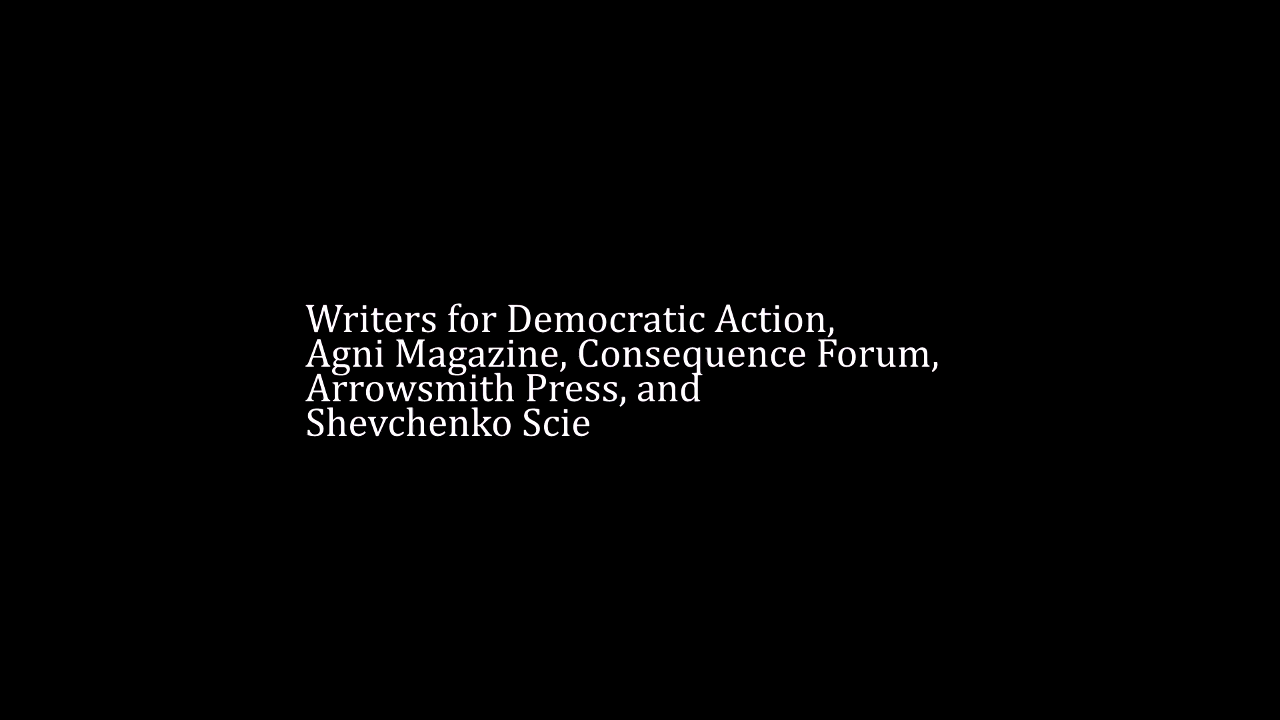 Writers for Democratic Action,
Agni Magazine, Consequence Forum,
Arrowsmith Press, and
Shevchenko Scie